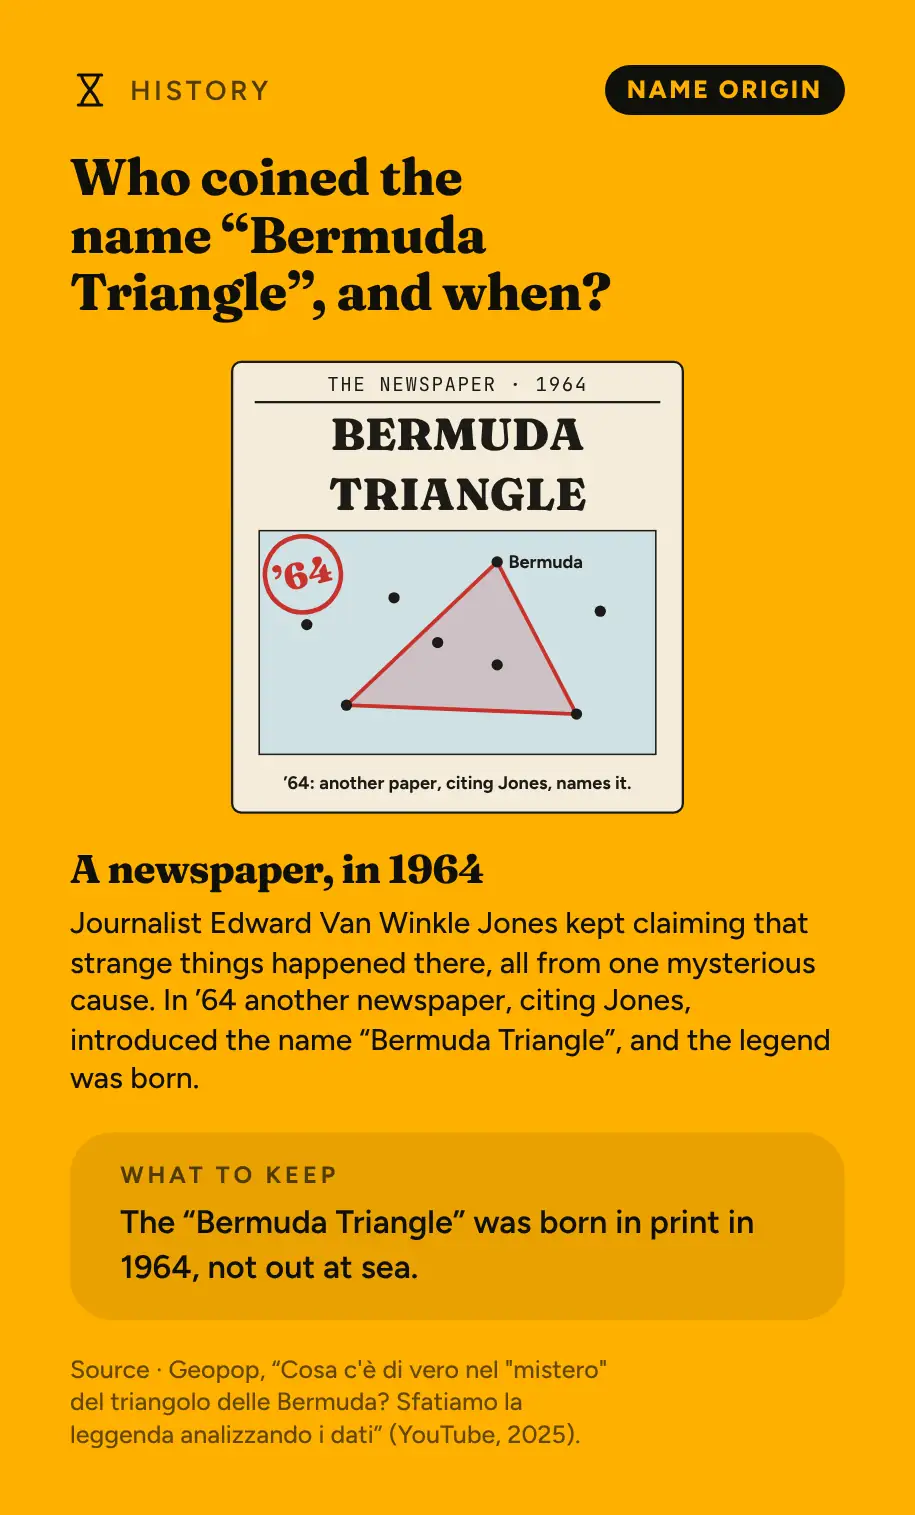 HISTORY
NAME ORIGIN
Who coined the
name “Bermuda
Triangle”, and when?
THE NEWSPAPER · 1964
BERMUDA
TRIANGLE
’64
Bermuda
’64: another paper, citing Jones, names it.
A newspaper, in 1964
Journalist Edward Van Winkle Jones kept claiming that
strange things happened there, all from one mysterious
cause. In ’64 another newspaper, citing Jones,
introduced the name “Bermuda Triangle”, and the legend
was born.
WHAT TO KEEP
The “Bermuda Triangle” was born in print in
1964, not out at sea.
Source · Geopop, “Cosa c'è di vero nel "mistero"
del triangolo delle Bermuda? Sfatiamo la
leggenda analizzando i dati” (YouTube, 2025).